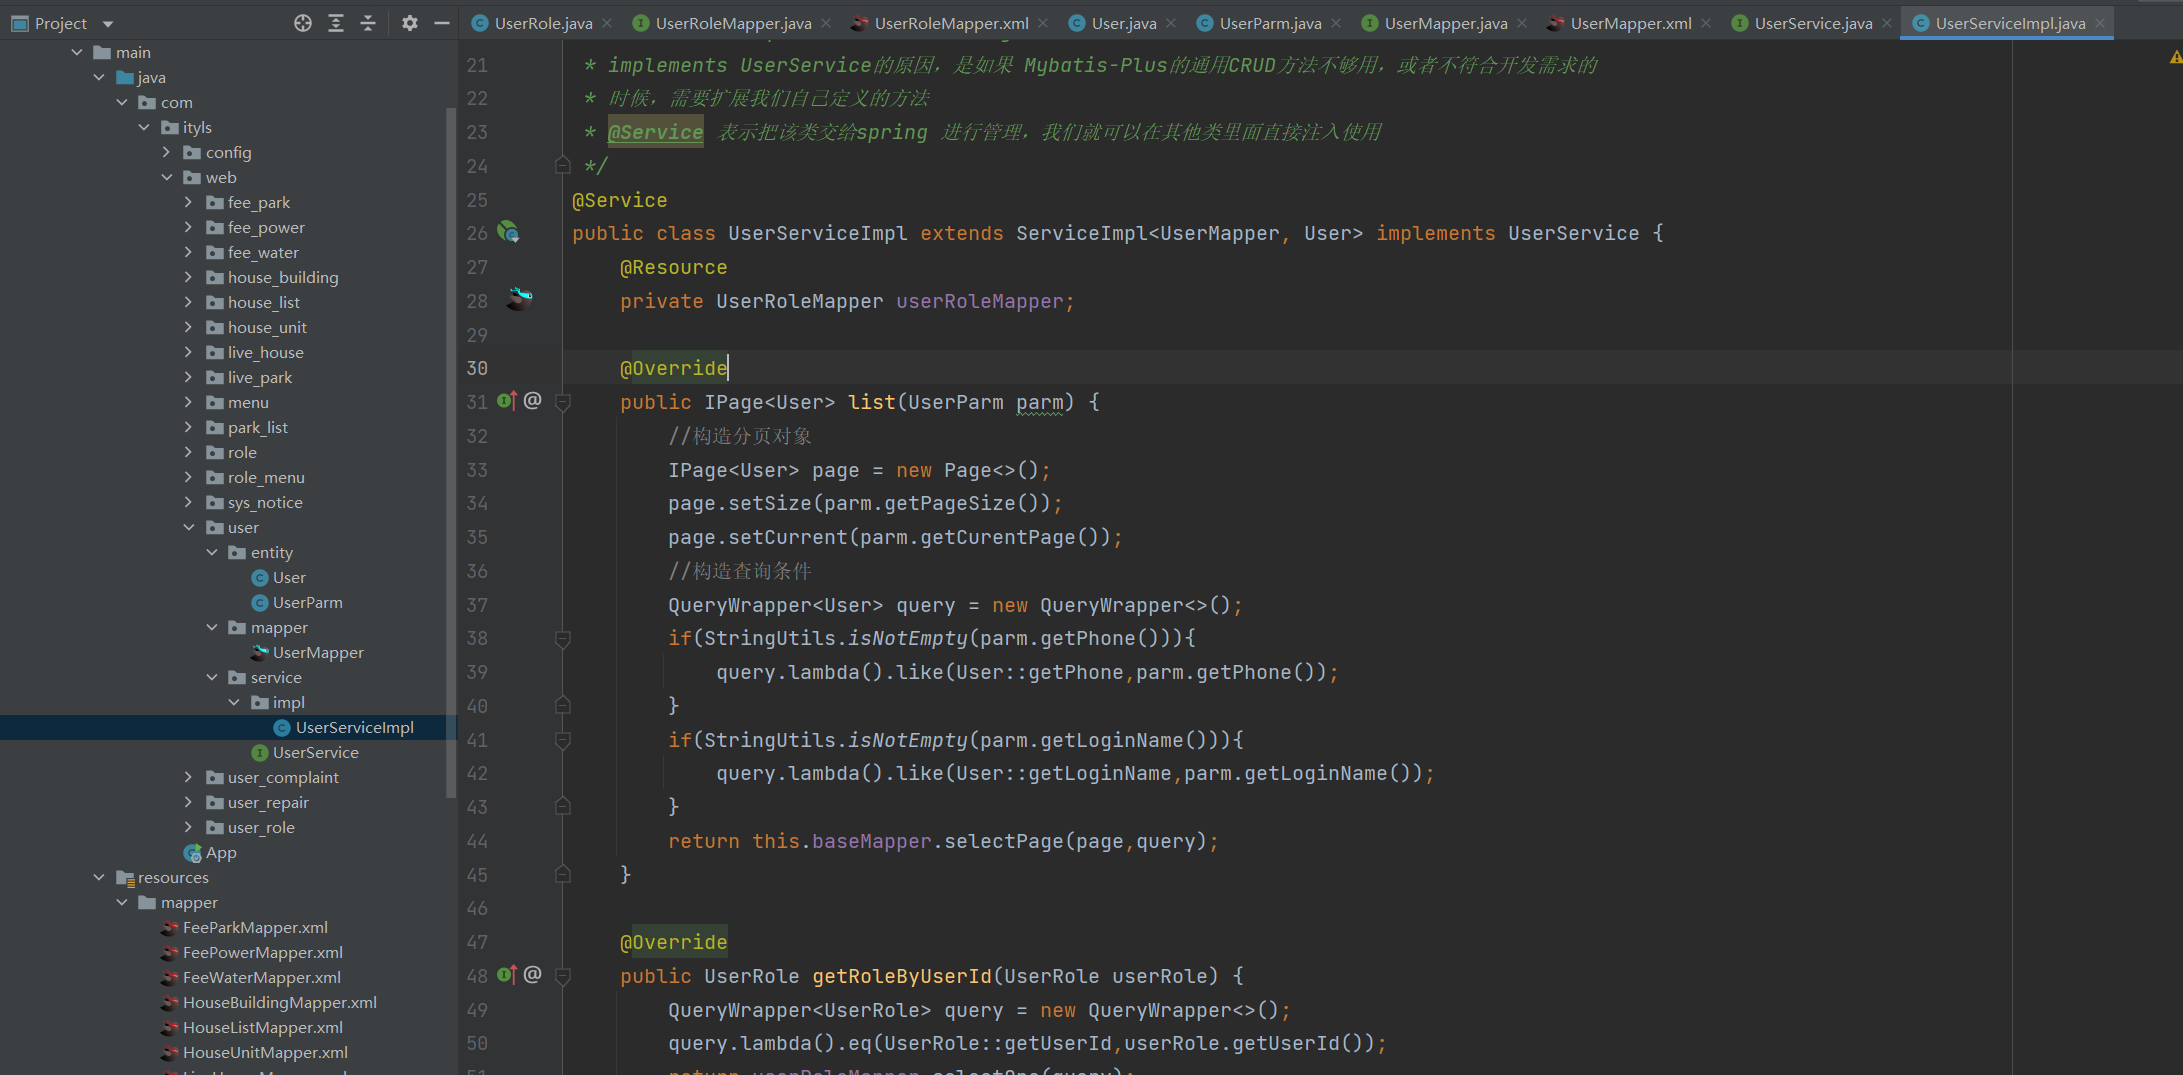 Project
UserRole.java
UserRoleMapper.java
UserRoleMapper.xml
User.java
UserParm.java
UserMapper.java
UserMapper.xml
UserService.java
UserServiceImpl.java
main
java
com
ityls
config
web
fee_park
fee_power
fee_water
house_building
house_list
house_unit
live_house
live_park
menu
park_list
role
role_menu
sys_notice
user
entity
User
UserParm
mapper
UserMapper
service
impl
UserServiceImpl
UserService
user_complaint
user_repair
user_role
App
resources
mapper
FeeParkMapper.xml
FeePowerMapper.xml
FeeWaterMapper.xml
HouseBuildingMapper.xml
HouseListMapper.xml
HouseUnitMapper.xml
21 * implements UserService的原因，是如果 Mybatis-Plus的通用CRUD方法不够用，或者不符合开发需求的
22 * 时候，需要扩展我们自己定义的方法
23 * @Service 表示把该类交给spring 进行管理，我们就可以在其他类里面直接注入使用
24 */
25 @Service
26 public class UserServiceImpl extends ServiceImpl<UserMapper, User> implements UserService {
27 @Resource
28 private UserRoleMapper userRoleMapper;
29
30 @Override
31 @ public IPage<User> list(UserParm parm) {
32 //构造分页对象
33 IPage<User> page = new Page<>();
34 page.setSize(parm.getPageSize());
35 page.setCurrent(parm.getCurentPage());
36 //构造查询条件
37 QueryWrapper<User> query = new QueryWrapper<>();
38 if(StringUtils.isNotEmpty(parm.getPhone())){
39 query.lambda().like(User::getPhone,parm.getPhone());
40 }
41 if(StringUtils.isNotEmpty(parm.getLoginName())){
42 query.lambda().like(User::getLoginName,parm.getLoginName());
43 }
44 return this.baseMapper.selectPage(page,query);
45 }
46
47 @Override
48 @ public UserRole getRoleByUserId(UserRole userRole) {
49 QueryWrapper<UserRole> query = new QueryWrapper<>();
50 query.lambda().eq(UserRole::getUserId,userRole.getUserId());